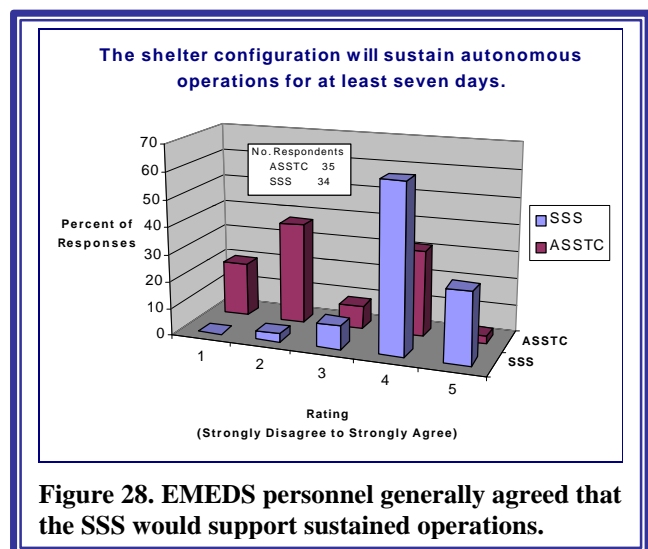 The shelter configuration will sustain autonomous
operations for at least seven days.
70
60
50
40
30
20
10
0
No. Respondents
ASSTC 35
SSS 34
Percent of
Responses
SSS
ASSTC
ASSTC
SSS
1
2
3
4
5
Rating
(Strongly Disagree to Strongly Agree)
Figure 28. EMEDS personnel generally agreed that
the SSS would support sustained operations.